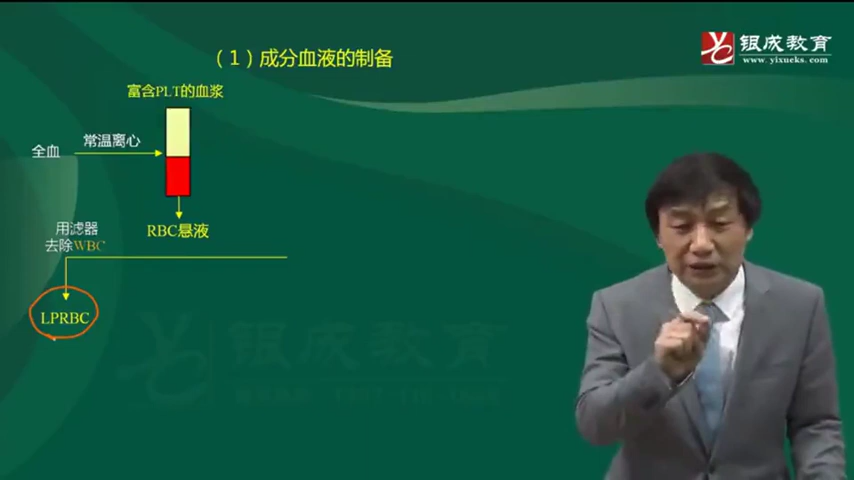 （1）成分血液的制备
银成教育
www.yixueks.com
富含PLT的血浆
常温离心
全血
RBC悬液
用滤器
去除WBC
LPRBC
银成教育